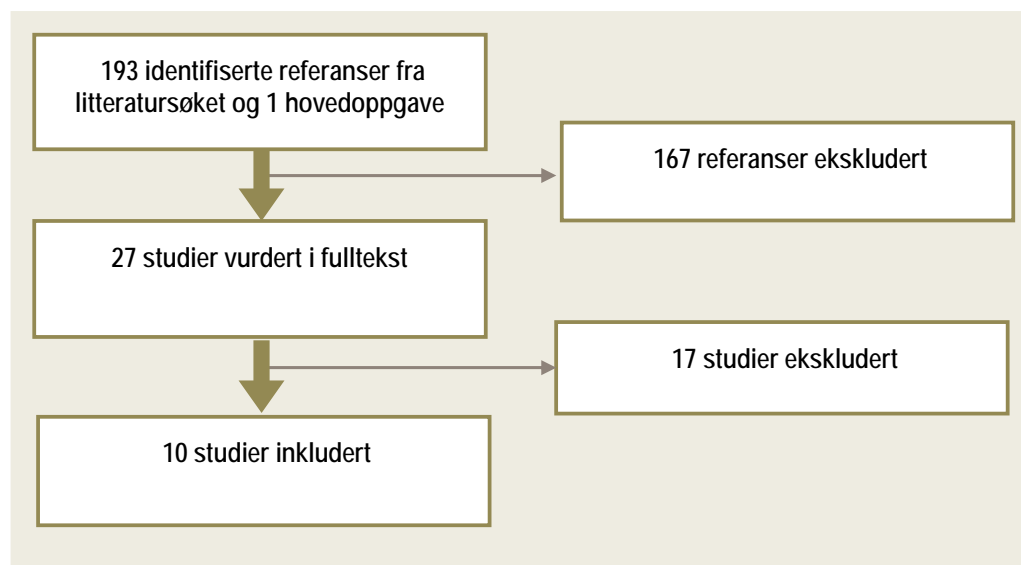 193 identifiserte referanser fra
litteratursøket og 1 hovedoppgave
167 referanser ekskludert
27 studier vurdert i fulltekst
17 studier ekskludert
10 studier inkludert